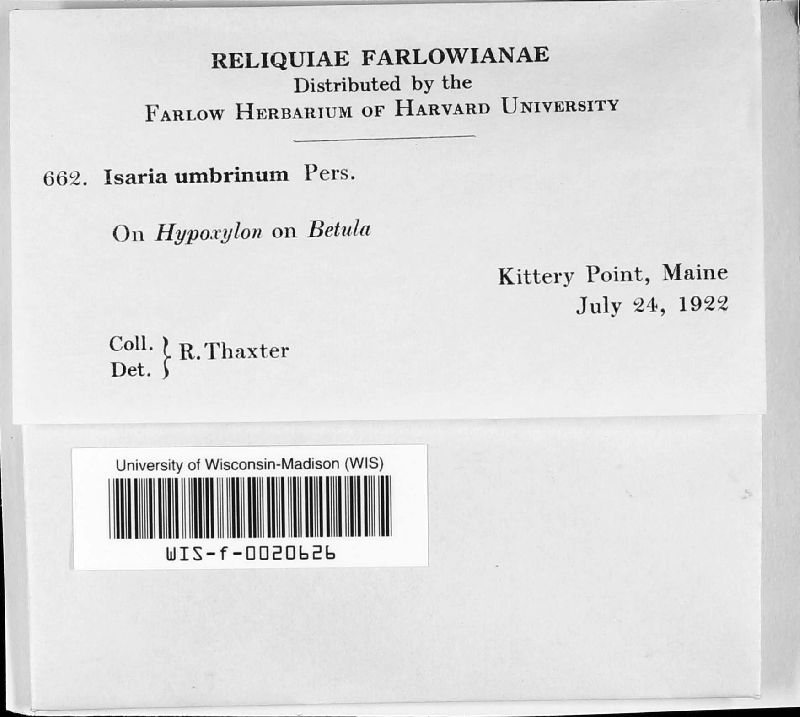 RELIQUIAE FARLOWIANAE
Distributed by the
FARLOW HERBARIUM OF HARVARD UNIVERSITY
662. Isaria umbrinum Pers.
On Hypoxylon on Betula
Kittery Point, Maine
July 24, 1922
Coll.
Det. } R. Thaxter
University of Wisconsin-Madison (WIS)
WIS-f-0020626